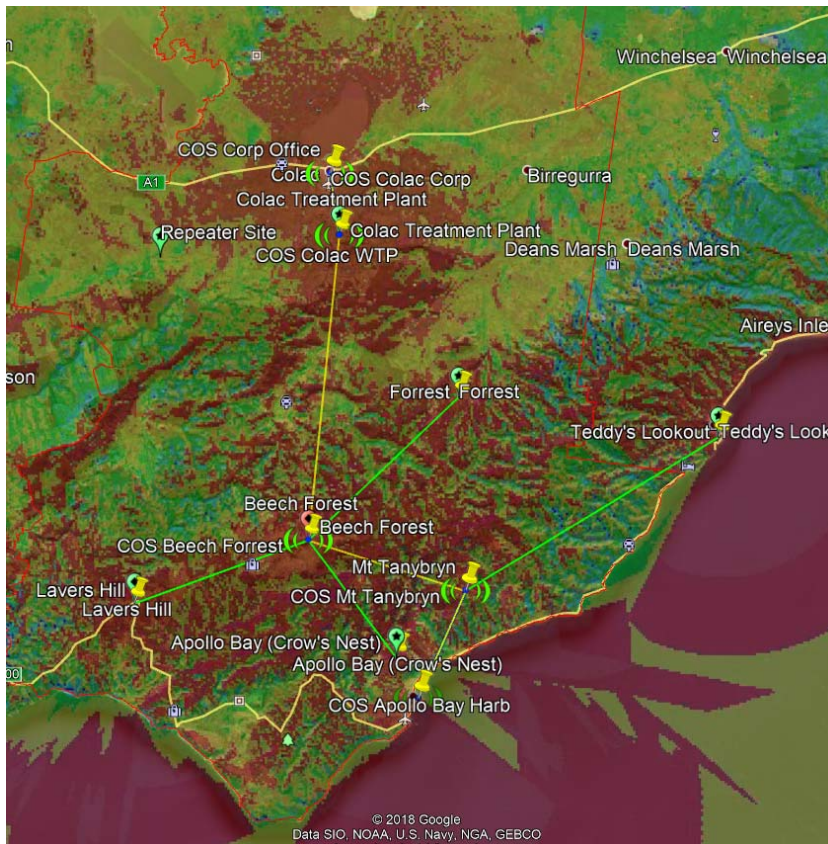 Winchelsea Winchelsea
COS Corp Office
Colac
COS Colac Corp
A1
Birregurra
Colac Treatment Plant
Repeater Site
Colac Treatment Plant
COS Colac WTP
Deans Marsh Deans Marsh
Aireys Inle
son
Forrest Forrest
Teddy's Lookout Teddy's Look
Beech Forest
Beech Forest
COS Beech Forrest
Mt Tanybryn
Lavers Hill
COS Mt Tanybryn
Lavers Hill
Apollo Bay (Crow's Nest)
Apollo Bay (Crow's Nest)
00
COS Apollo Bay Harb
© 2018 Google
Data SIO, NOAA, U.S. Navy, NGA, GEBCO